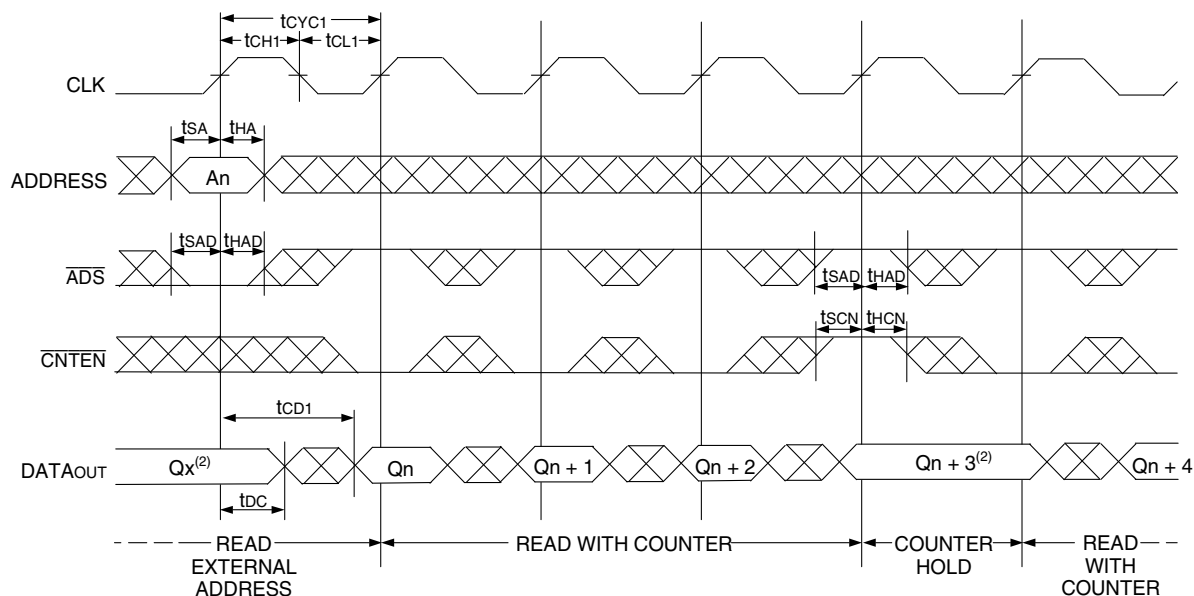 tCYC1
tCH1 tCL1
CLK
tSA tHA
ADDRESS An
tSAD tHAD
ADS
tSAD tHAD
tSCN tHCN
CNTEN
tCD1
DATAOUT Qx(2) Qn Qn + 1 Qn + 2 Qn + 3(2) Qn + 4
tDC
READ EXTERNAL ADDRESS
READ WITH COUNTER
COUNTER HOLD
READ WITH COUNTER